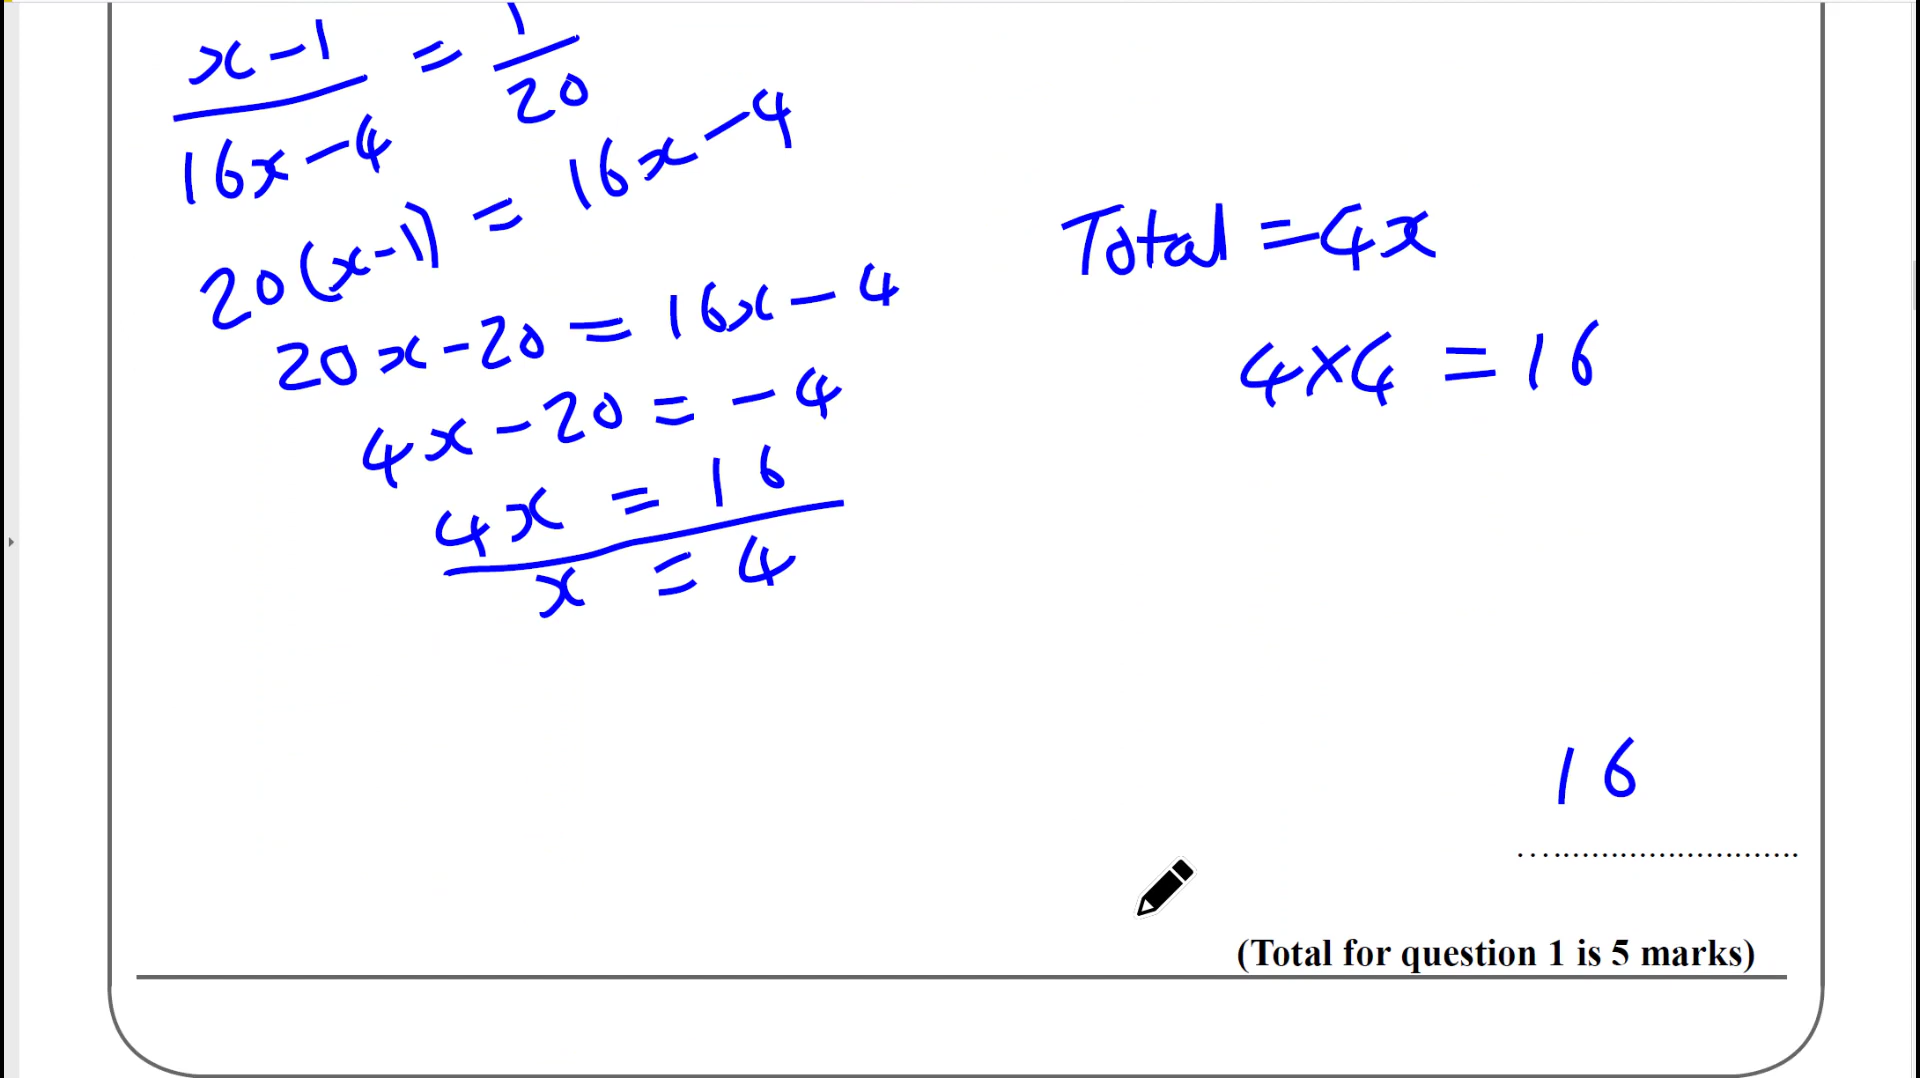 x-1/16x-4 = 1/20
20(x-1) = 16x-4
20x-20 = 16x-4
4x-20 = -4
4x = 16
x = 4
Total = 4x
4×4 = 16
16
..............................
(Total for question 1 is 5 marks)